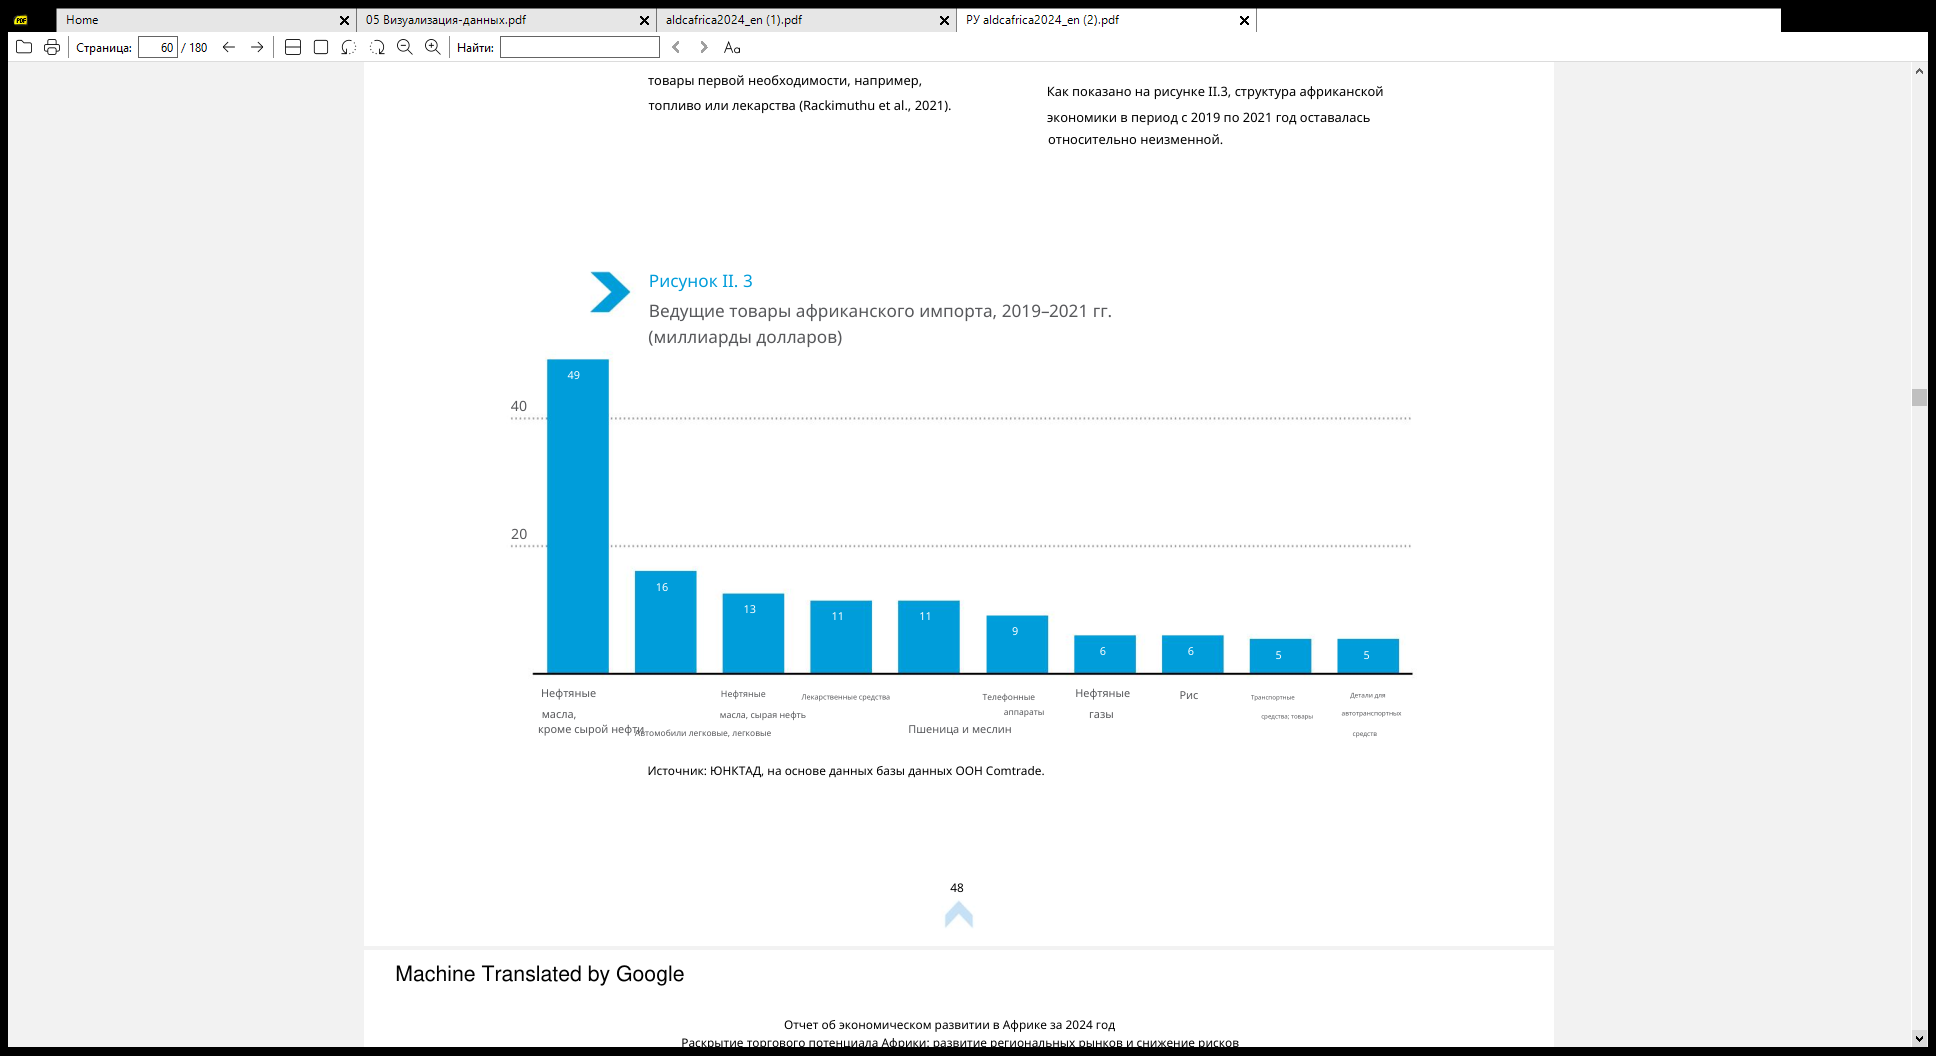 Home
05 Визуализация-данных.pdf
aldcafrica2024_en (1).pdf
РУ aldcafrica2024_en (2).pdf
Страница: 60 / 180
Найти:
Aa
товары первой необходимости, например,
топливо или лекарства (Rackimuthu et al., 2021).
Как показано на рисунке II.3, структура африканской
экономики в период с 2019 по 2021 год оставалась
относительно неизменной.
Рисунок II. 3
Ведущие товары африканского импорта, 2019–2021 гг.
(миллиарды долларов)
40
20
49
16
13
11
11
9
6
6
5
5
Нефтяные
масла,
кроме сырой нефти
Автомобили легковые, легковые
Нефтяные
масла, сырая нефть
Лекарственные средства
Пшеница и меслин
Телефонные
аппараты
Нефтяные
газы
Рис
Транспортные
средства; товары
Детали для
автотранспортных
средств
Источник: ЮНКТАД, на основе данных базы данных ООН Comtrade.
48
Machine Translated by Google
Отчет об экономическом развитии в Африке за 2024 год
Раскрытие торгового потенциала Африки: развитие региональных рынков и снижение рисков